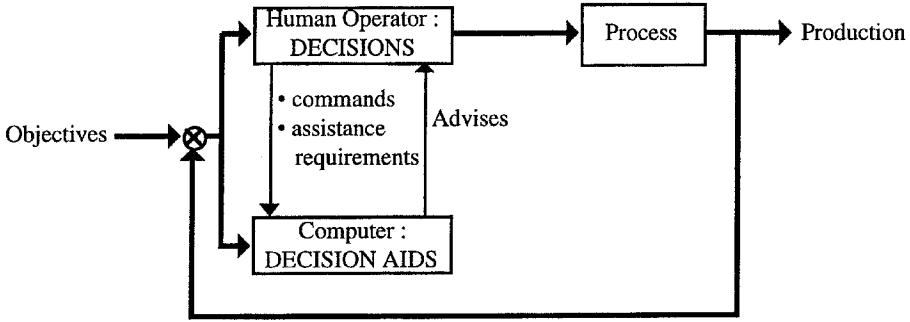 Human Operator :
DECISIONS
Process
Production
• commands
• assistance
requirements
Advises
Objectives
Computer :
DECISION AIDS